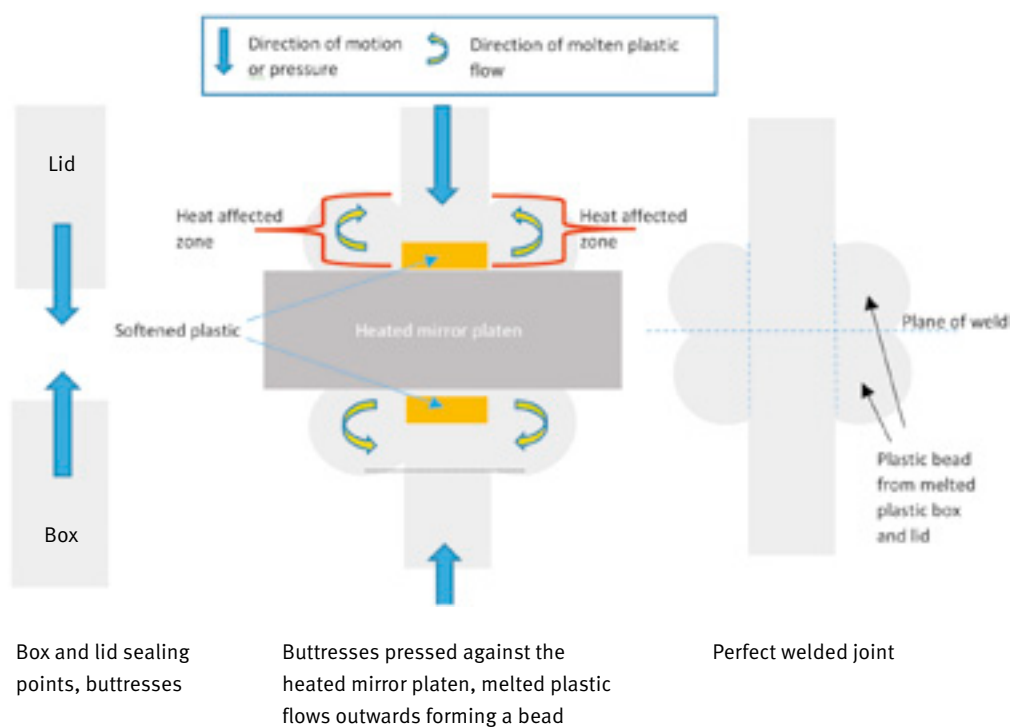 Direction of motion
or pressure
Direction of molten plastic
flow
Lid
Heat affected
zone
Heat affected
zone
Softened plastic
Heated mirror platen
Plane of weld
Plastic bead
from melted
plastic box
and lid
Box
Box and lid sealing
points, buttresses
Buttresses pressed against the
heated mirror platen, melted plastic
flows outwards forming a bead
Perfect welded joint